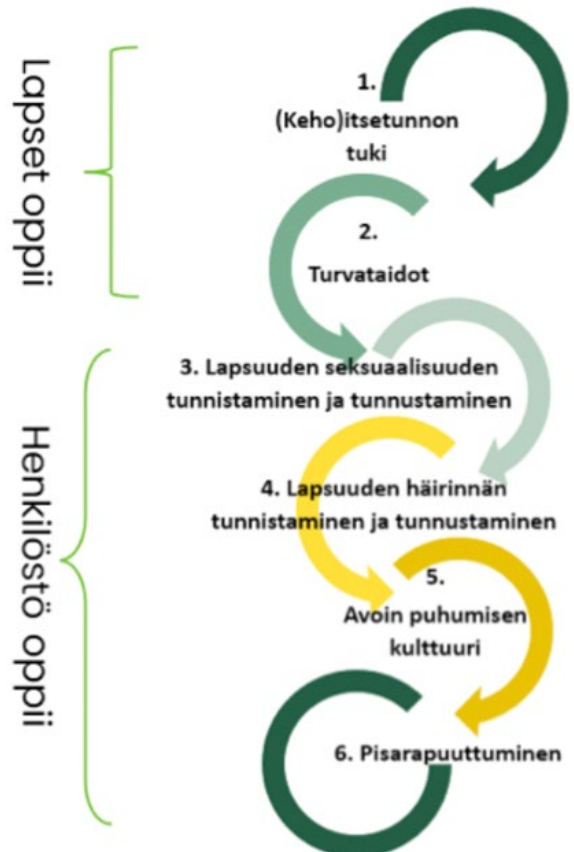 Lapset oppii
1.
(Keho)itsetunnon
tuki
2.
Turvataidot
Henkilöstö oppii
3. Lapsuuden seksuaalisuuden
tunnistaminen ja tunnustaminen
4. Lapsuuden häirinnän
tunnistaminen ja tunnustaminen
5.
Avoin puhumisen
kulttuuri
6. Pisarapuuttuminen